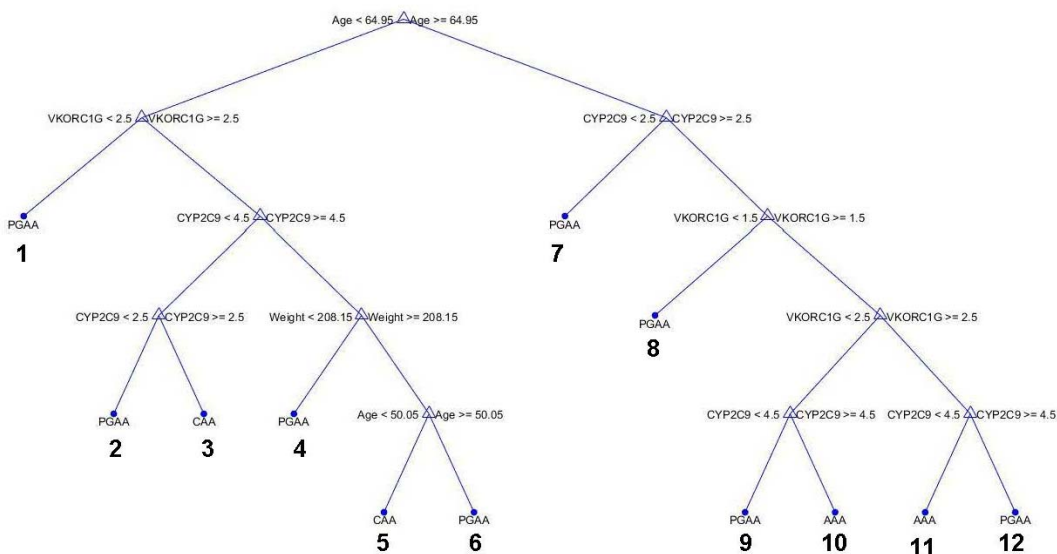 Age < 64.95 Age >= 64.95
VKORC1G < 2.5 VKORC1G >= 2.5 CYP2C9 < 2.5 CYP2C9 >= 2.5
PGAA CYP2C9 < 4.5 CYP2C9 >= 4.5 PGAA VKORC1G < 1.5 VKORC1G >= 1.5
1 7
CYP2C9 < 2.5 CYP2C9 >= 2.5 Weight < 208.15 Weight >= 208.15 PGAA VKORC1G < 2.5 VKORC1G >= 2.5
8
PGAA CAA PGAA Age < 50.05 Age >= 50.05 CYP2C9 < 4.5 CYP2C9 >= 4.5 CYP2C9 < 4.5 CYP2C9 >= 4.5
2 3 4
CAA PGAA PGAA AAA AAA PGAA
5 6 9 10 11 12